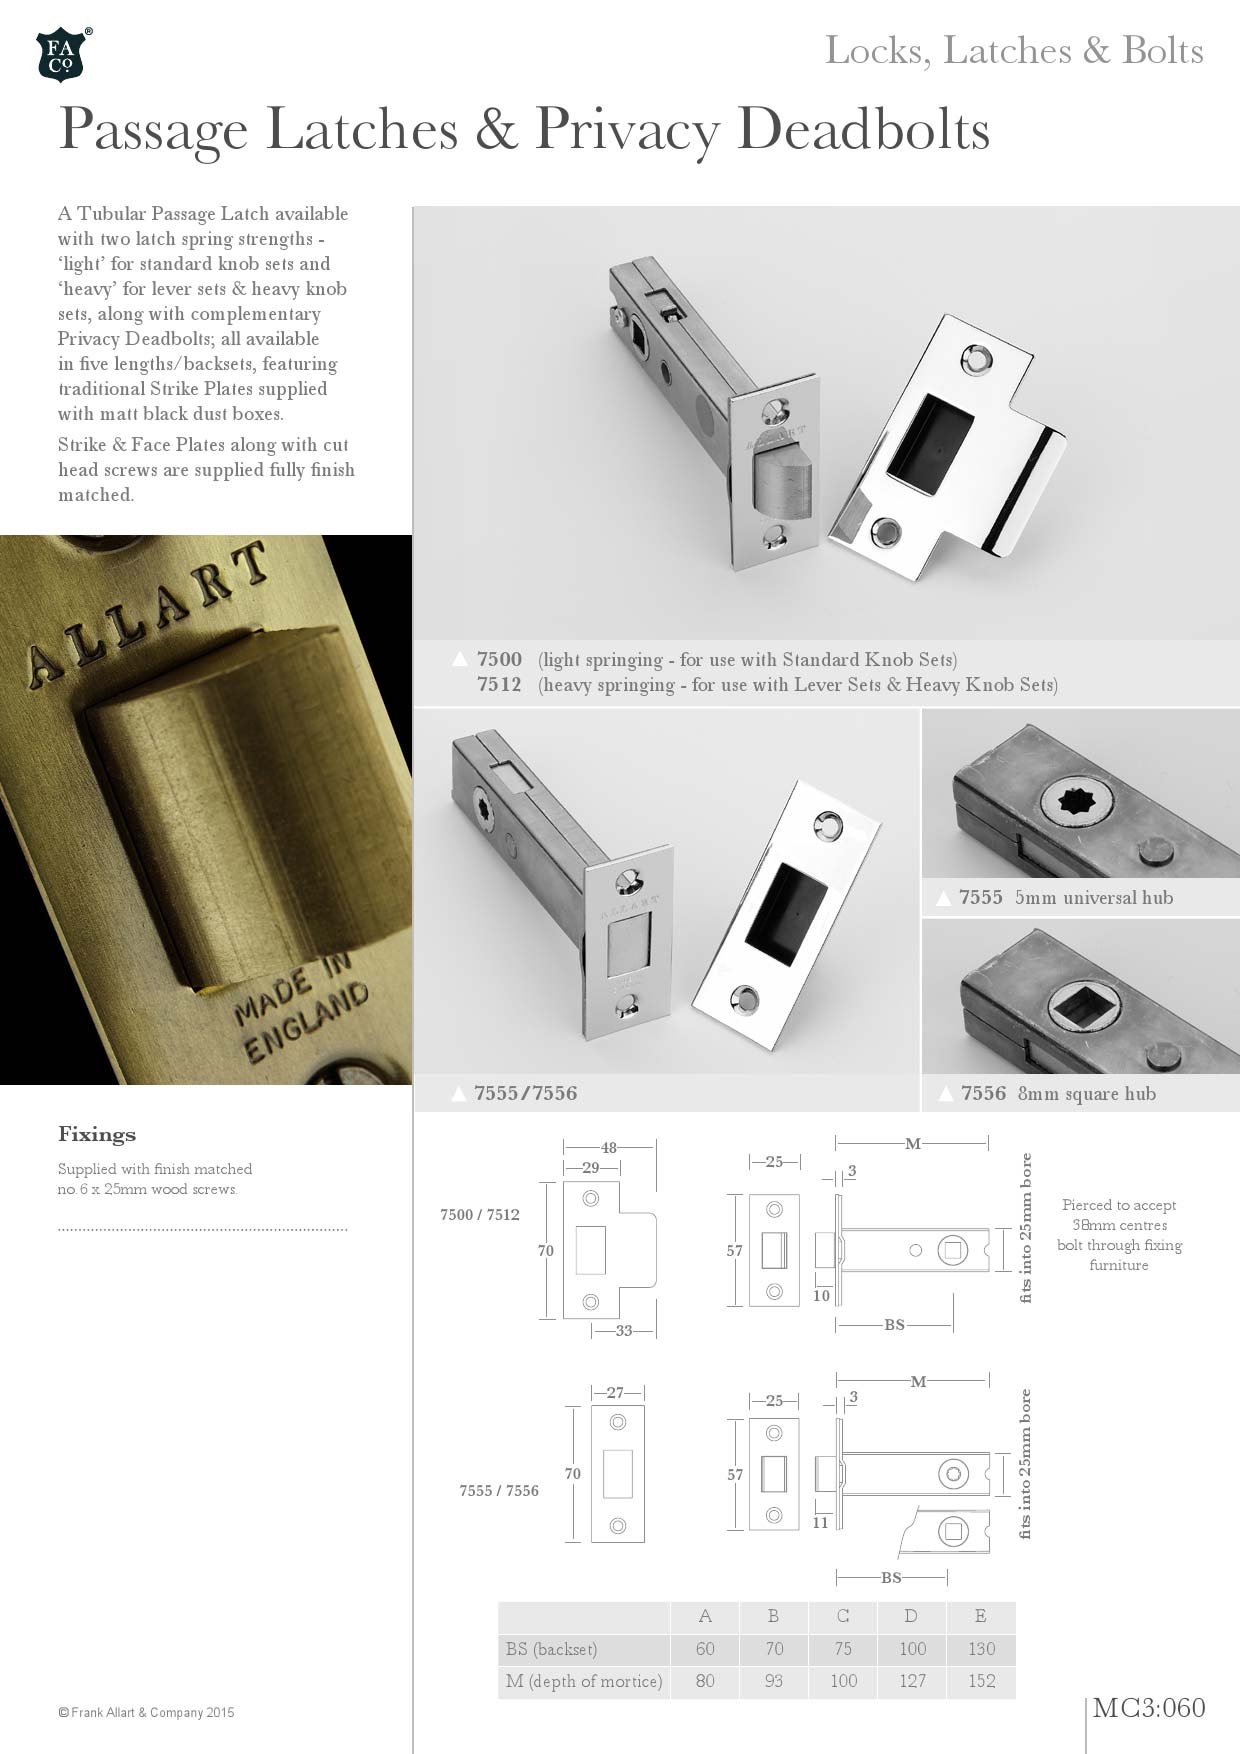 FA
Co.
®
Locks, Latches & Bolts
Passage Latches & Privacy Deadbolts
A Tubular Passage Latch available
with two latch spring strengths -
‘light’ for standard knob sets and
‘heavy’ for lever sets & heavy knob
sets, along with complementary
Privacy Deadbolts; all available
in five lengths/backsets, featuring
traditional Strike Plates supplied
with matt black dust boxes.
Strike & Face Plates along with cut
head screws are supplied fully finish
matched.
ALLART
MADE IN
ENGLAND
ALLART
7500 (light springing - for use with Standard Knob Sets)
7512 (heavy springing - for use with Lever Sets & Heavy Knob Sets)
ALLART
7555/7556
7555 5mm universal hub
7556 8mm square hub
Fixings
Supplied with finish matched
no.6 x 25mm wood screws.
7500 / 7512
48
29
70
33
25
57
M
3
10
BS
fits into 25mm bore
Pierced to accept
38mm centres
bolt through fixing
furniture
7555 / 7556
27
70
25
57
M
3
11
BS
fits into 25mm bore
A B C D E
BS (backset) 60 70 75 100 130
M (depth of mortice) 80 93 100 127 152
© Frank Allart & Company 2015
MC3:060